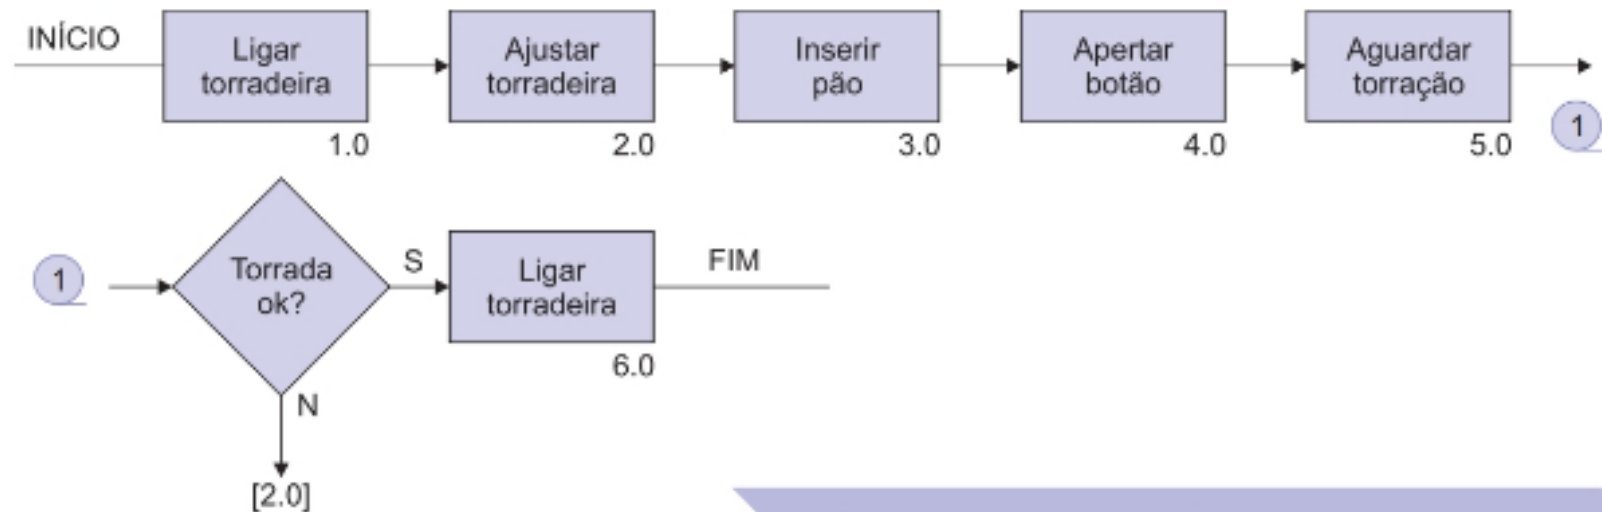 INÍCIO
Ligar
torradeira
1.0
Ajustar
torradeira
2.0
Inserir
pão
3.0
Apertar
botão
4.0
Aguardar
torração
5.0
1
1
Torrada
ok?
S
N
[2.0]
Ligar
torradeira
6.0
FIM